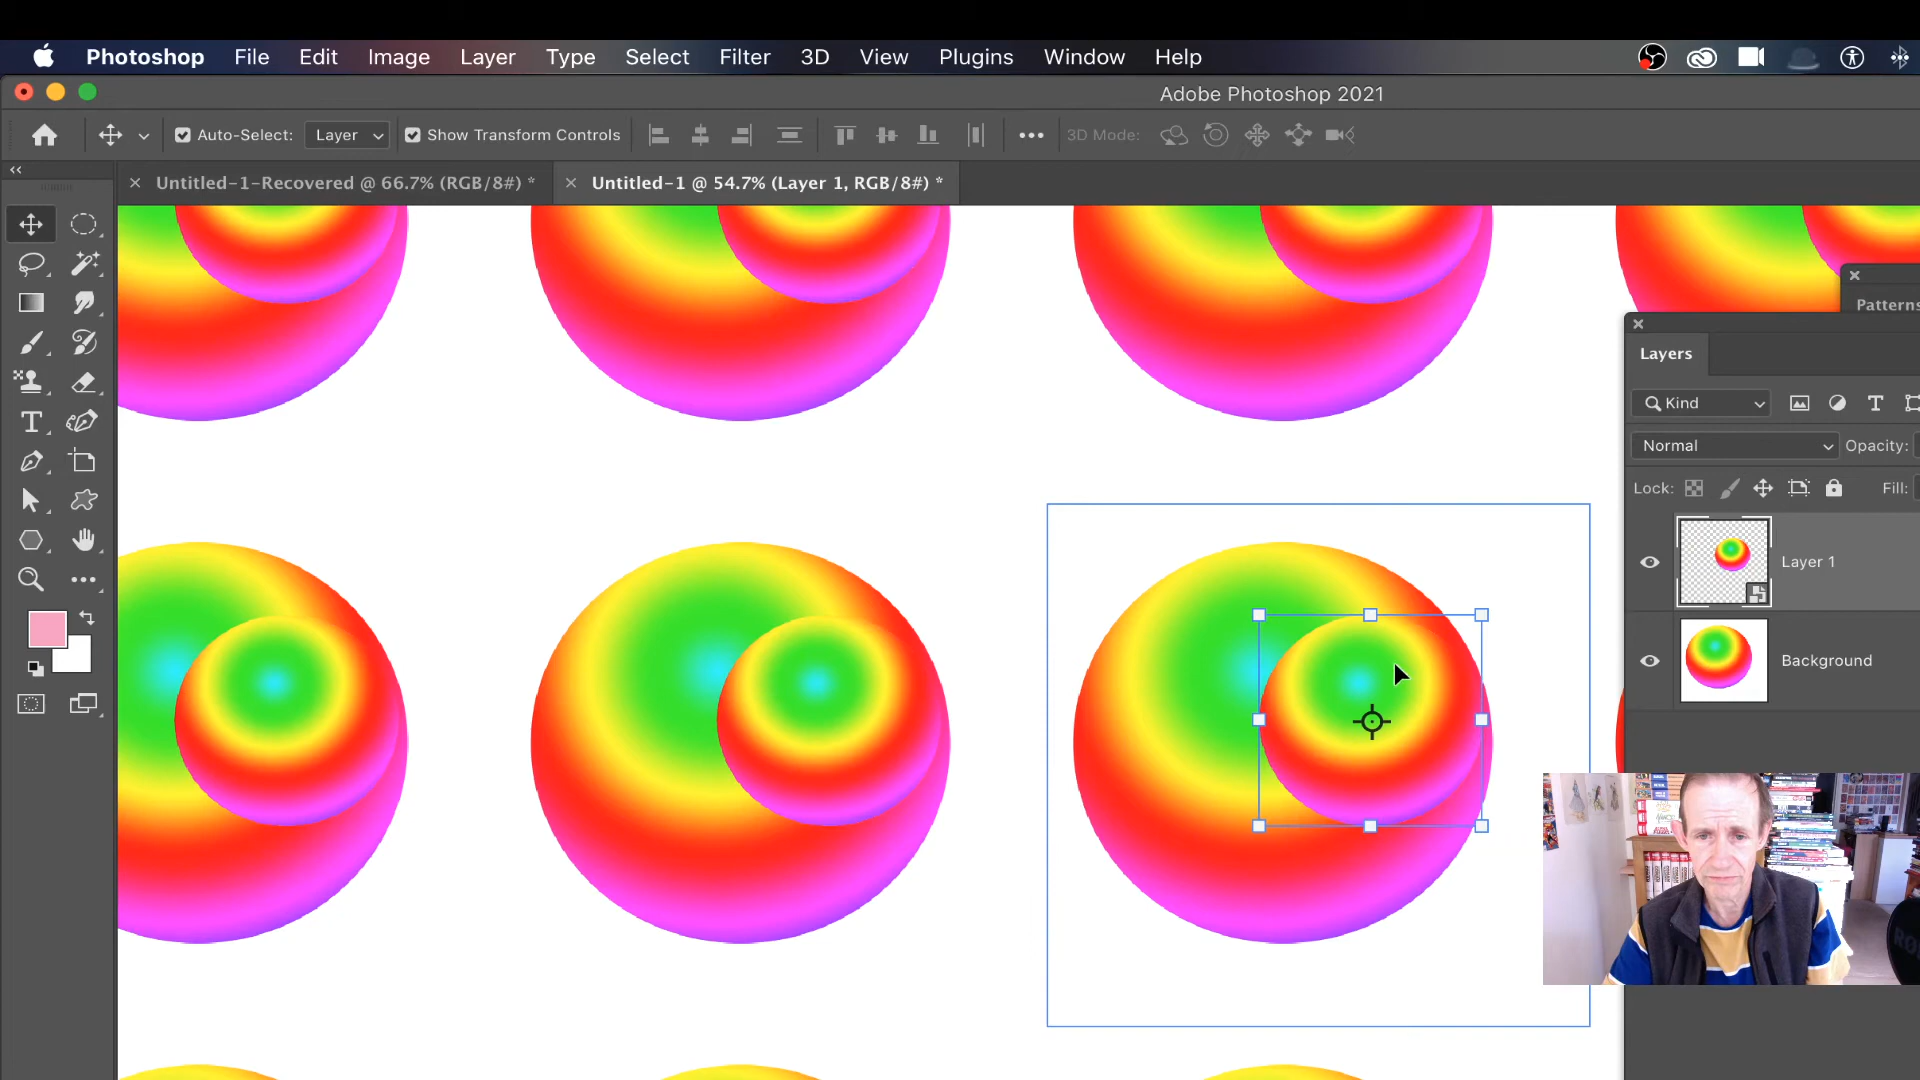 Photoshop File Edit Image Layer Type Select Filter 3D View Plugins Window Help
Adobe Photoshop 2021
Auto-Select: Layer Show Transform Controls 3D Mode:
Untitled-1-Recovered @ 66.7% (RGB/8#) * Untitled-1 @ 54.7% (Layer 1, RGB/8#) *
Patterns
Layers
Kind
Normal Opacity:
Lock: Fill:
Layer 1
Background